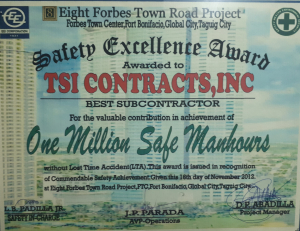 Eight Forbes Town Road Project
Forbes Town Center, Fort Bonifacio, Global City, Taguig City
Safety Excellence Award
Awarded to
TSI CONTRACTS, INC
BEST SUBCONTRACTOR
For the valuable contribution in achievement of
One Million Safe Manhours
without Lost Time Accident (LTA). This award is issued in recognition
of Commendable Safety Achievement. Given this 16th day of November 2012.
at Eight Forbes Town Road Project, FTC, Fort Bonifacio, Global City, Taguig City.
L. B. PADILLA JR.
SAFETY IN-CHARGE
J.P. PARADA
AVP-Operations
D.P. ABADILLA
Project Manager